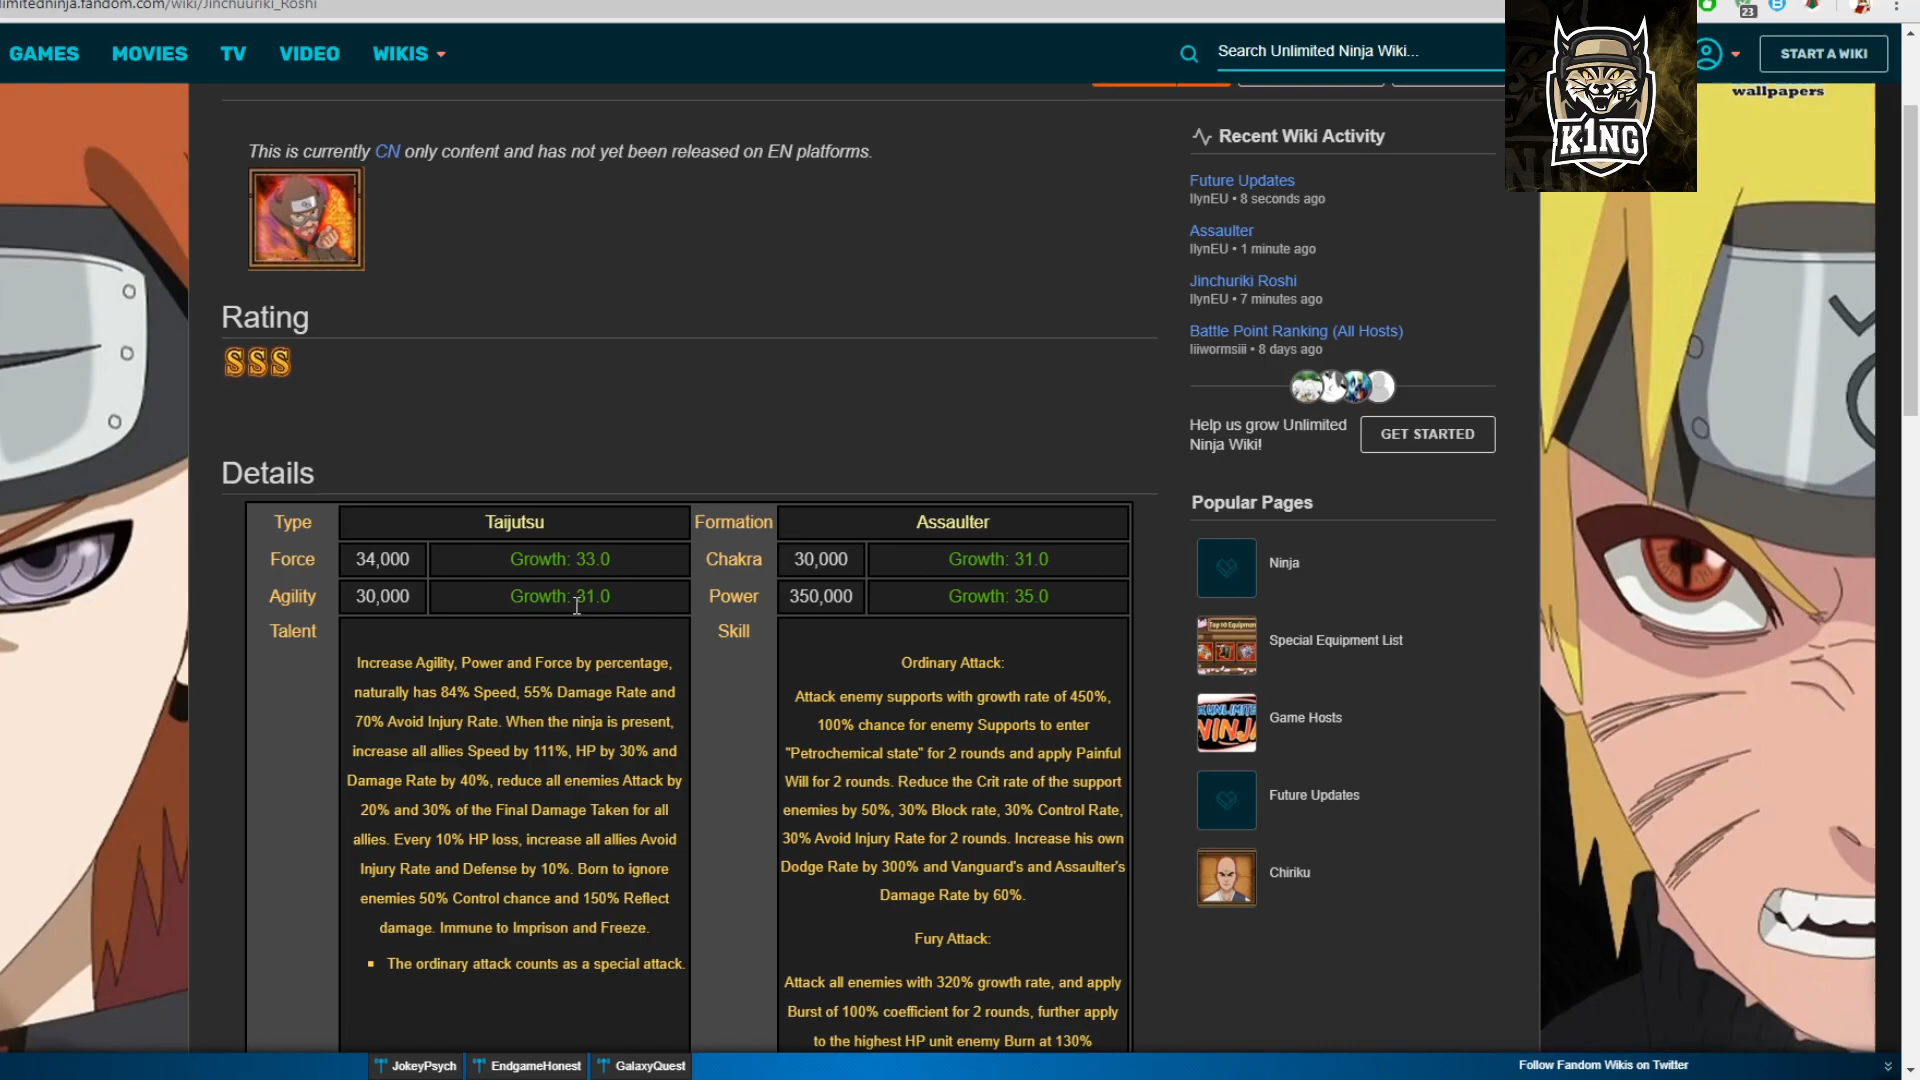 limitedninja.fandom.com/wiki/Jinchuuriki_Roshi
23
GAMES
MOVIES
TV
VIDEO
WIKIS
Search Unlimited Ninja Wiki...
START A WIKI
K1NG
wallpapers
This is currently CN only content and has not yet been released on EN platforms.
Rating
SSS
Details
Type
Taijutsu
Formation
Assaulter
Force
34,000
Growth: 33.0
Chakra
30,000
Growth: 31.0
Agility
30,000
Growth: 31.0
Power
350,000
Growth: 35.0
Talent
Increase Agility, Power and Force by percentage,
naturally has 84% Speed, 55% Damage Rate and
70% Avoid Injury Rate. When the ninja is present,
increase all allies Speed by 111%, HP by 30% and
Damage Rate by 40%, reduce all enemies Attack by
20% and 30% of the Final Damage Taken for all
allies. Every 10% HP loss, increase all allies Avoid
Injury Rate and Defense by 10%. Born to ignore
enemies 50% Control chance and 150% Reflect
damage. Immune to Imprison and Freeze.
The ordinary attack counts as a special attack.
Skill
Ordinary Attack:
Attack enemy supports with growth rate of 450%,
100% chance for enemy Supports to enter
"Petrochemical state" for 2 rounds and apply Painful
Will for 2 rounds. Reduce the Crit rate of the support
enemies by 50%, 30% Block rate, 30% Control Rate,
30% Avoid Injury Rate for 2 rounds. Increase his own
Dodge Rate by 300% and Vanguard's and Assaulter's
Damage Rate by 60%.
Fury Attack:
Attack all enemies with 320% growth rate, and apply
Burst of 100% coefficient for 2 rounds, further apply
to the highest HP unit enemy Burn at 130%
Recent Wiki Activity
Future Updates
IlynEU • 8 seconds ago
Assaulter
IlynEU • 1 minute ago
Jinchuriki Roshi
IlynEU • 7 minutes ago
Battle Point Ranking (All Hosts)
liiwormsiii • 8 days ago
Help us grow Unlimited
Ninja Wiki!
GET STARTED
Popular Pages
Ninja
Top 10 Equipment
Special Equipment List
UNLIMITED
NINJA
Game Hosts
Future Updates
Chiriku
JokeyPsych
EndgameHonest
GalaxyQuest
Follow Fandom Wikis on Twitter